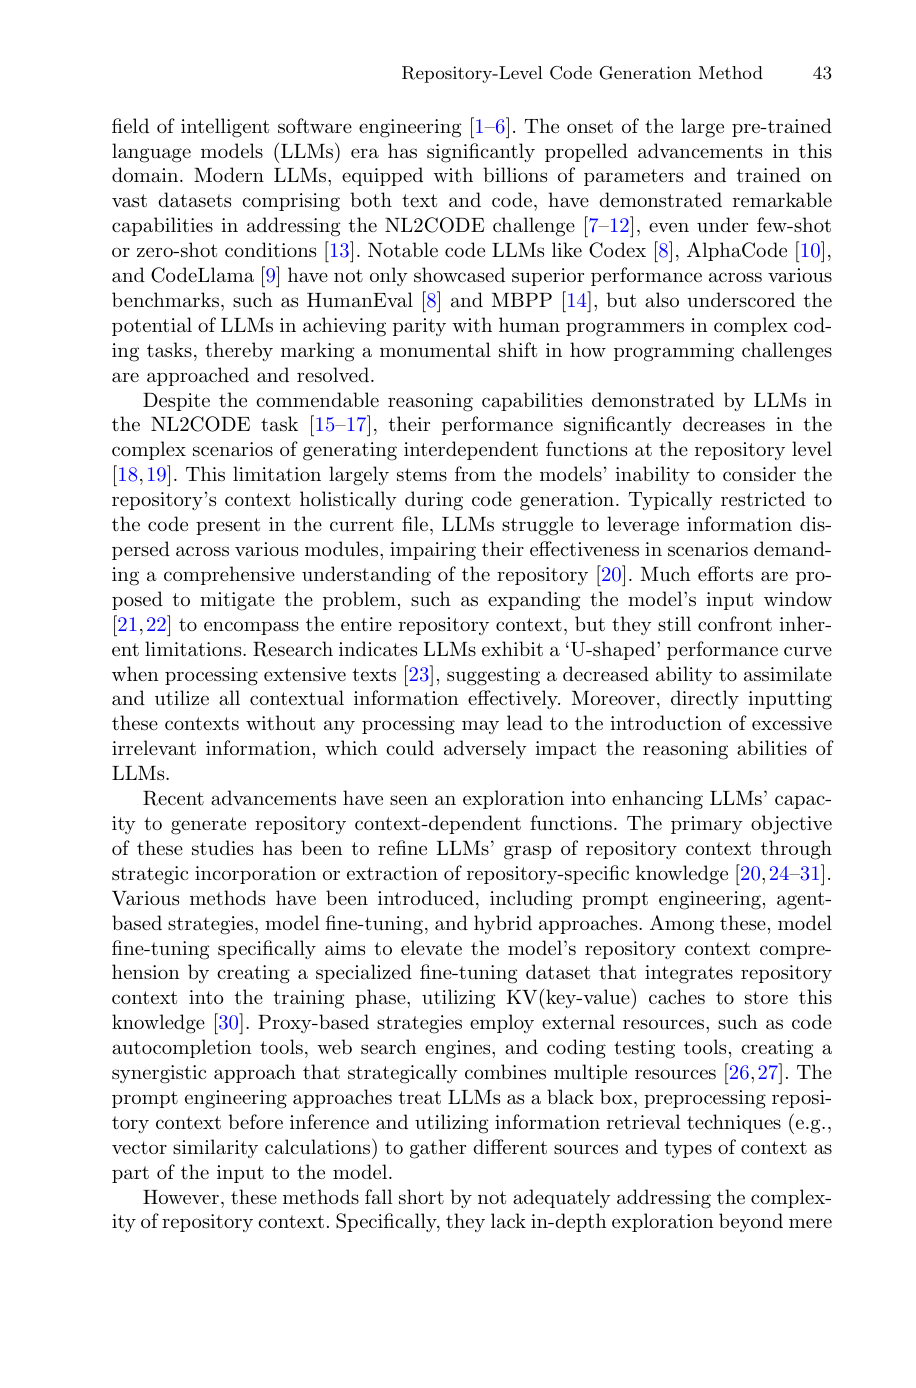 Repository-Level Code Generation Method 43
field of intelligent software engineering [1–6]. The onset of the large pre-trained
language models (LLMs) era has significantly propelled advancements in this
domain. Modern LLMs, equipped with billions of parameters and trained on
vast datasets comprising both text and code, have demonstrated remarkable
capabilities in addressing the NL2CODE challenge [7–12], even under few-shot
or zero-shot conditions [13]. Notable code LLMs like Codex [8], AlphaCode [10],
and CodeLlama [9] have not only showcased superior performance across various
benchmarks, such as HumanEval [8] and MBPP [14], but also underscored the
potential of LLMs in achieving parity with human programmers in complex cod-
ing tasks, thereby marking a monumental shift in how programming challenges
are approached and resolved.
Despite the commendable reasoning capabilities demonstrated by LLMs in
the NL2CODE task [15–17], their performance significantly decreases in the
complex scenarios of generating interdependent functions at the repository level
[18,19]. This limitation largely stems from the models' inability to consider the
repository's context holistically during code generation. Typically restricted to
the code present in the current file, LLMs struggle to leverage information dis-
persed across various modules, impairing their effectiveness in scenarios demand-
ing a comprehensive understanding of the repository [20]. Much efforts are pro-
posed to mitigate the problem, such as expanding the model's input window
[21,22] to encompass the entire repository context, but they still confront inher-
ent limitations. Research indicates LLMs exhibit a 'U-shaped' performance curve
when processing extensive texts [23], suggesting a decreased ability to assimilate
and utilize all contextual information effectively. Moreover, directly inputting
these contexts without any processing may lead to the introduction of excessive
irrelevant information, which could adversely impact the reasoning abilities of
LLMs.
Recent advancements have seen an exploration into enhancing LLMs' capac-
ity to generate repository context-dependent functions. The primary objective
of these studies has been to refine LLMs' grasp of repository context through
strategic incorporation or extraction of repository-specific knowledge [20,24–31].
Various methods have been introduced, including prompt engineering, agent-
based strategies, model fine-tuning, and hybrid approaches. Among these, model
fine-tuning specifically aims to elevate the model's repository context compre-
hension by creating a specialized fine-tuning dataset that integrates repository
context into the training phase, utilizing KV(key-value) caches to store this
knowledge [30]. Proxy-based strategies employ external resources, such as code
autocompletion tools, web search engines, and coding testing tools, creating a
synergistic approach that strategically combines multiple resources [26,27]. The
prompt engineering approaches treat LLMs as a black box, preprocessing reposi-
tory context before inference and utilizing information retrieval techniques (e.g.,
vector similarity calculations) to gather different sources and types of context as
part of the input to the model.
However, these methods fall short by not adequately addressing the complex-
ity of repository context. Specifically, they lack in-depth exploration beyond mere